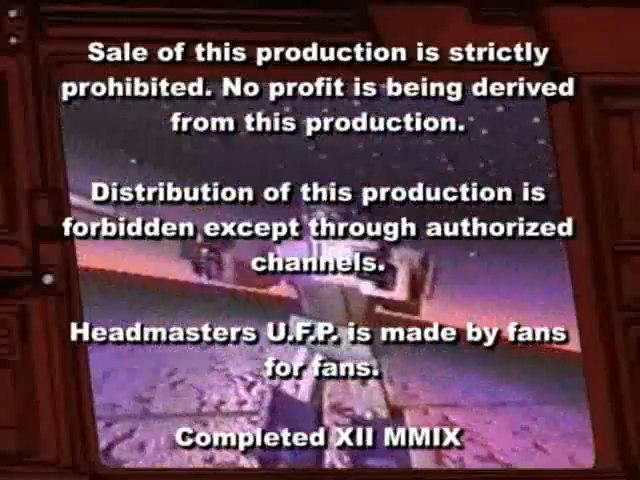 Sale of this production is strictly
prohibited. No profit is being derived
from this production.
Distribution of this production is
forbidden except through authorized
channels.
Headmasters U.F.P. is made by fans
for fans.
Completed XII MMIX